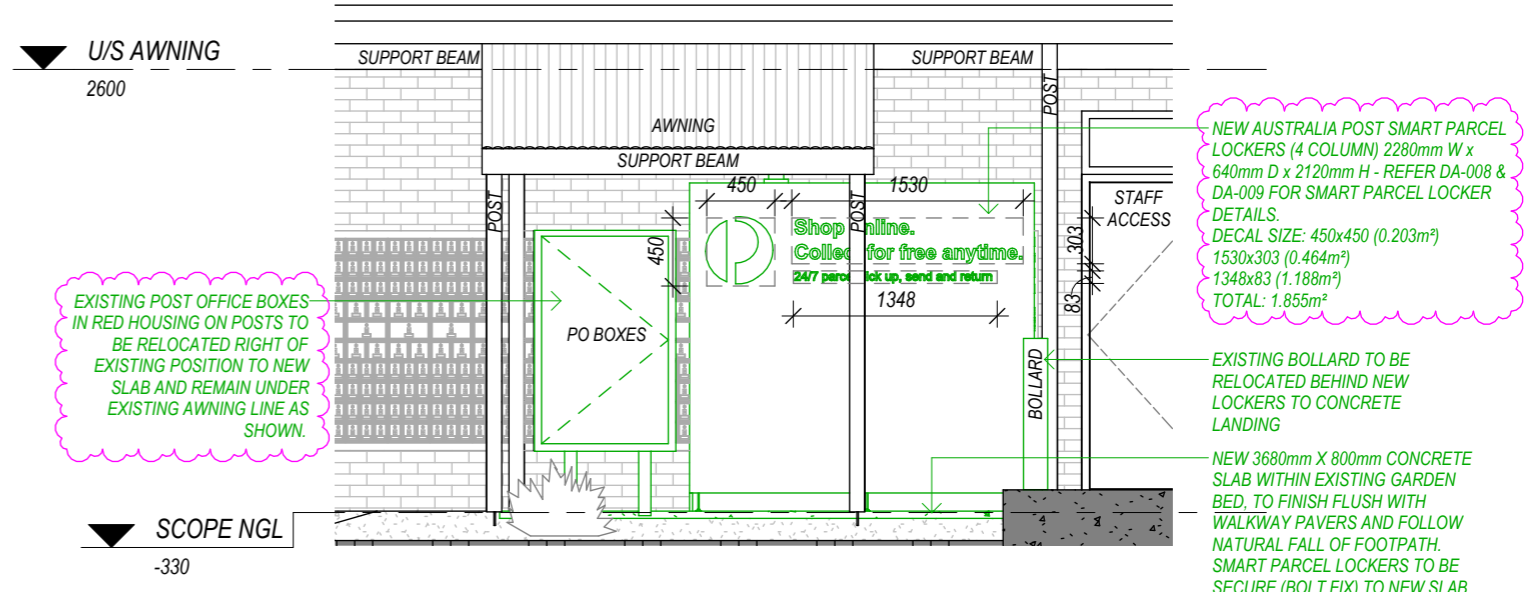 U/S AWNING
2600
SUPPORT BEAM
SUPPORT BEAM
POST
AWNING
SUPPORT BEAM
POST
POST
450
1530
450
303
83
1348
Shop online.
Collect for free anytime.
24/7 parcel pick up, send and return
PO BOXES
BOLLARD
STAFF
ACCESS
EXISTING POST OFFICE BOXES
IN RED HOUSING ON POSTS TO
BE RELOCATED RIGHT OF
EXISTING POSITION TO NEW
SLAB AND REMAIN UNDER
EXISTING AWNING LINE AS
SHOWN.
NEW AUSTRALIA POST SMART PARCEL
LOCKERS (4 COLUMN) 2280mm W x
640mm D x 2120mm H - REFER DA-008 &
DA-009 FOR SMART PARCEL LOCKER
DETAILS.
DECAL SIZE: 450x450 (0.203m²)
1530x303 (0.464m²)
1348x83 (1.188m²)
TOTAL: 1.855m²
EXISTING BOLLARD TO BE
RELOCATED BEHIND NEW
LOCKERS TO CONCRETE
LANDING
NEW 3680mm X 800mm CONCRETE
SLAB WITHIN EXISTING GARDEN
BED, TO FINISH FLUSH WITH
WALKWAY PAVERS AND FOLLOW
NATURAL FALL OF FOOTPATH.
SMART PARCEL LOCKERS TO BE
SECURE (BOLT FIX) TO NEW SLAB
SCOPE NGL
-330